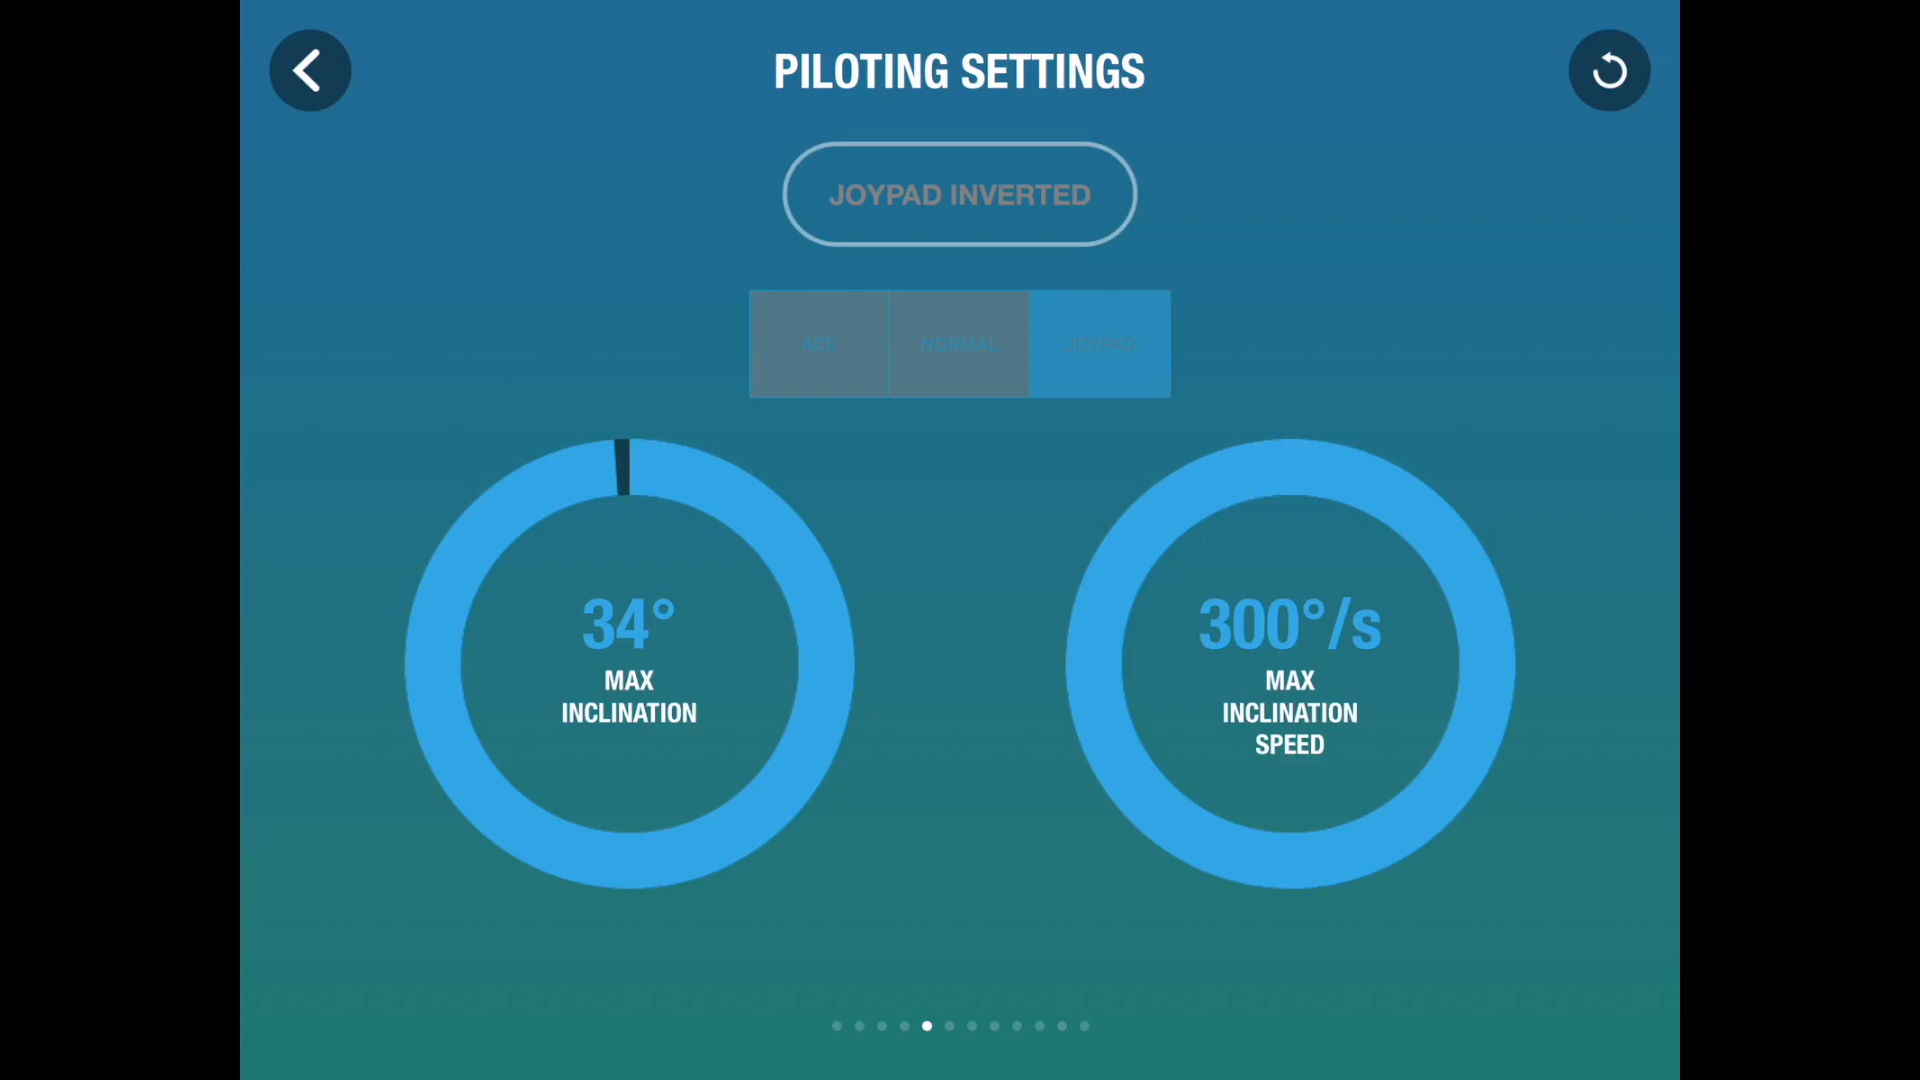 PILOTING SETTINGS
JOYPAD INVERTED
ACE NORMAL JOYPAD
34°
MAX
INCLINATION
300°/s
MAX
INCLINATION
SPEED